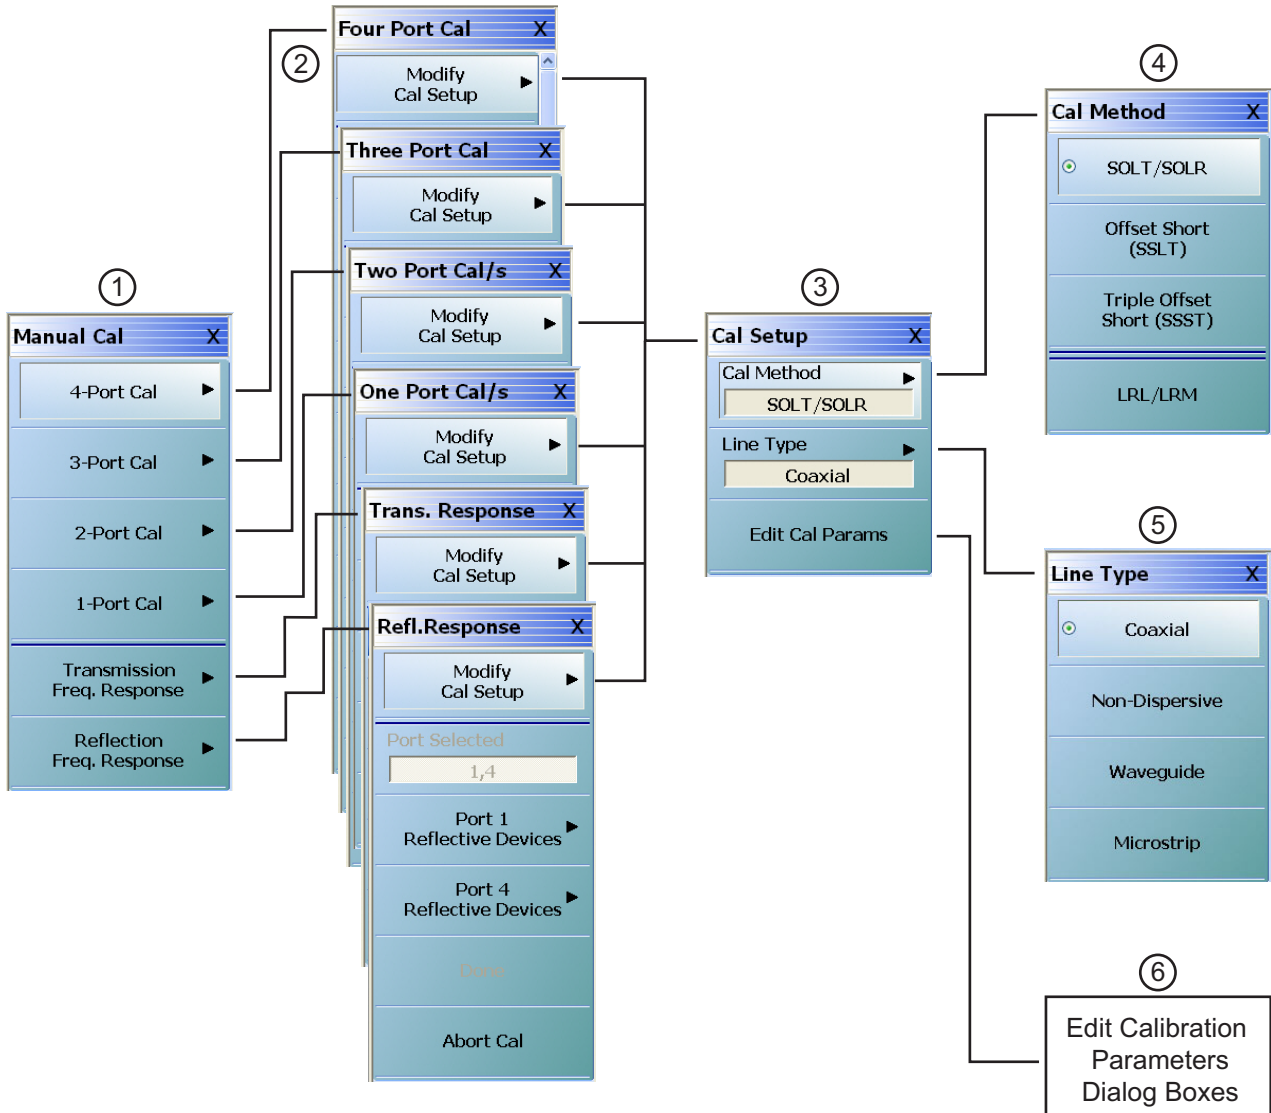 1
Manual Cal X
4-Port Cal
3-Port Cal
2-Port Cal
1-Port Cal
Transmission
Freq. Response
Reflection
Freq. Response
2
Four Port Cal X
Modify
Cal Setup
Three Port Cal X
Modify
Cal Setup
Two Port Cal/s X
Modify
Cal Setup
One Port Cal/s X
Modify
Cal Setup
Trans. Response X
Modify
Cal Setup
Refl.Response X
Modify
Cal Setup
Port Selected
1,4
Port 1
Reflective Devices
Port 4
Reflective Devices
Done
Abort Cal
3
Cal Setup X
Cal Method
SOLT/SOLR
Line Type
Coaxial
Edit Cal Params
4
Cal Method X
SOLT/SOLR
Offset Short
(SSLT)
Triple Offset
Short (SSST)
LRL/LRM
5
Line Type X
Coaxial
Non-Dispersive
Waveguide
Microstrip
6
Edit Calibration
Parameters
Dialog Boxes